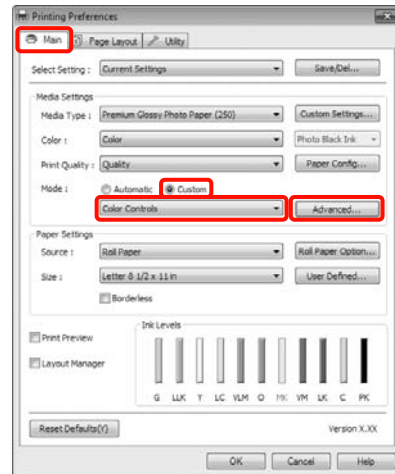 Printing Preferences
Main Page Layout Utility
Select Setting : Current Settings Save/Del...
Media Settings
Media Type : Premium Glossy Photo Paper (250) Custom Settings...
Color : Color Photo Black Ink
Print Quality : Quality Paper Config...
Mode : Automatic Custom
Color Controls Advanced...
Paper Settings
Source : Roll Paper Roll Paper Option...
Size : Letter 8 1/2 x 11 in User Defined...
Borderless
Print Preview
Layout Manager
Ink Levels
G LLK Y LC VLM O MK VM LK C PK
Reset Defaults(Y) Version X.XX
OK Cancel Help